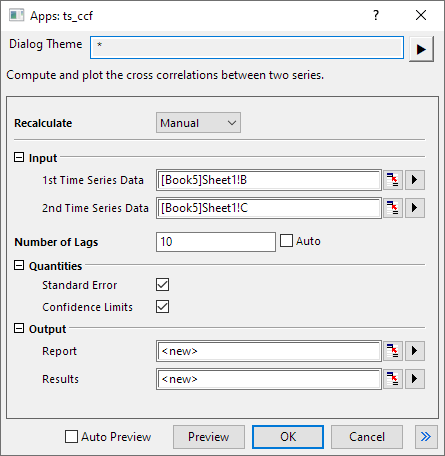 Apps: ts_ccf ? ×
Dialog Theme *
Compute and plot the cross correlations between two series.
Recalculate Manual
Input
1st Time Series Data [Book5]Sheet1!B
2nd Time Series Data [Book5]Sheet1!C
Number of Lags 10 Auto
Quantities
Standard Error
Confidence Limits
Output
Report <new>
Results <new>
Auto Preview Preview OK Cancel